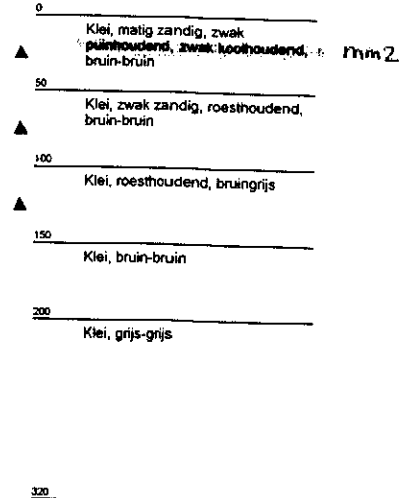 0
Klei, matig zandig, zwak
puinhoudend, zwak koolhoudend, mm2
bruin-bruin
50
Klei, zwak zandig, roesthoudend,
bruin-bruin
100
Klei, roesthoudend, bruingrijs
150
Klei, bruin-bruin
200
Klei, grijs-grijs
320